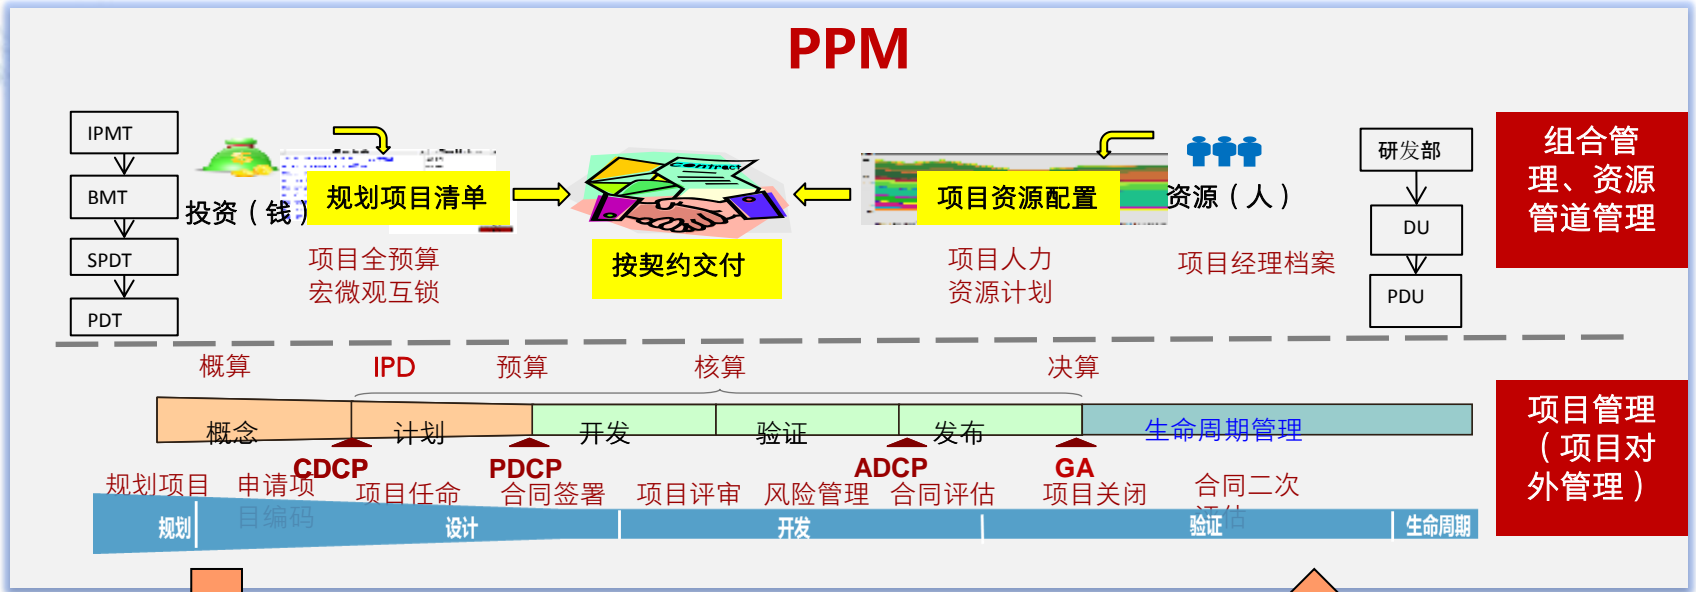 PPM
IPMT
BMT
SPDT
PDT
投资（钱）
规划项目清单
项目全预算
宏微观互锁
contract
按契约交付
项目资源配置
项目人力
资源计划
资源（人）
项目经理档案
研发部
DU
PDU
组合管
理、资源
管道管理
概算
IPD
预算
核算
决算
概念
计划
开发
验证
发布
生命周期管理
CDCP
PDCP
ADCP
GA
规划项目
申请项
目编码
项目任命
合同签署
项目评审
风险管理
合同评估
项目关闭
合同二次
评估
规划
设计
开发
验证
生命周期
项目管理
（项目对
外管理）